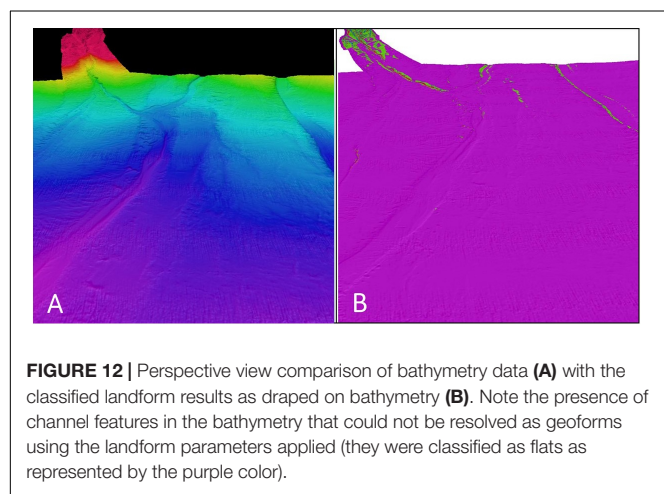 A
B
FIGURE 12 | Perspective view comparison of bathymetry data (A) with the
classified landform results as draped on bathymetry (B). Note the presence of
channel features in the bathymetry that could not be resolved as geoforms
using the landform parameters applied (they were classified as flats as
represented by the purple color).